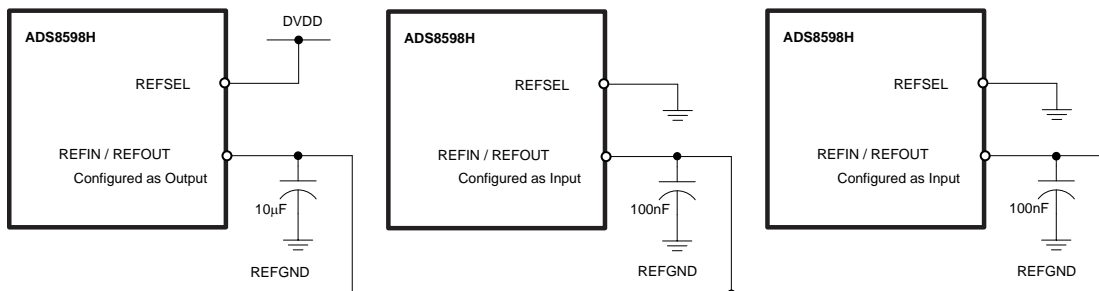 ADS8598H
DVDD
REFSEL
REFIN / REFOUT
Configured as Output
10μF
REFGND
ADS8598H
REFSEL
REFIN / REFOUT
Configured as Input
100nF
REFGND
ADS8598H
REFSEL
REFIN / REFOUT
Configured as Input
100nF
REFGND